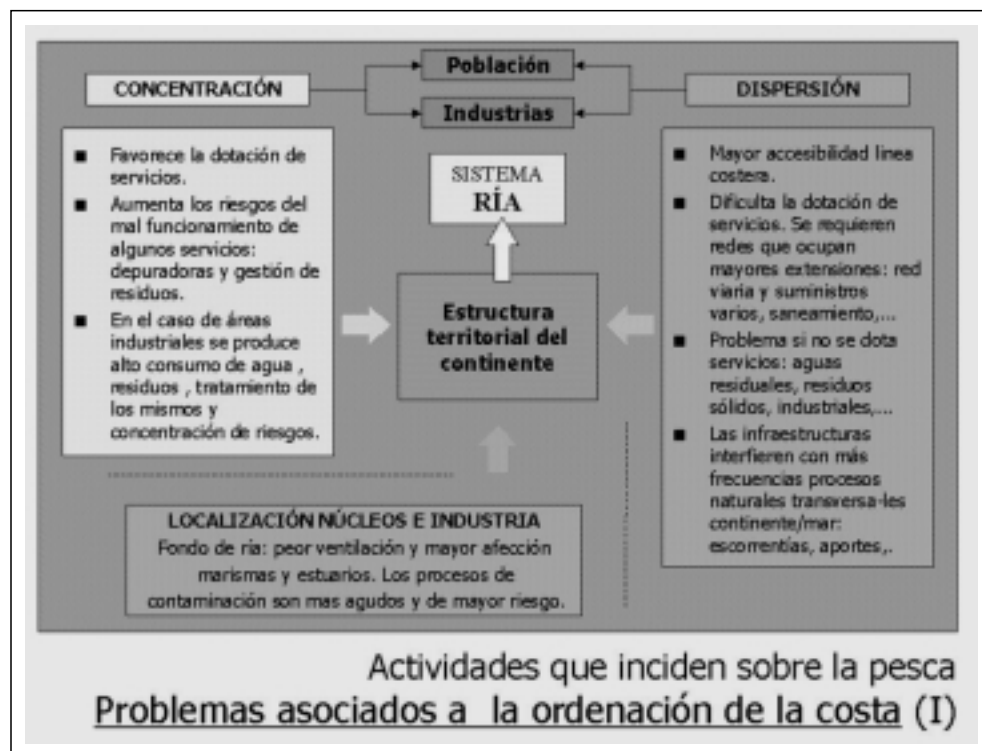 Población
CONCENTRACIÓN
DISPERSIÓN
Industrias
■ Favorece la dotación de
servicios.
■ Aumenta los riesgos del
mal funcionamiento de
algunos servicios:
depuradoras y gestión de
residuos.
■ En el caso de áreas
industriales se produce
alto consumo de agua ,
residuos , tratamiento de
los mismos y
concentración de riesgos.
SISTEMA
RÍA
Estructura
territorial del
continente
■ Mayor accesibilidad linea
costera.
■ Dificulta la dotación de
servicios. Se requieren
redes que ocupan
mayores extensiones: red
viaria y suministros
varios, saneamiento,...
■ Problema si no se dota
servicios: aguas
residuales, residuos
sólidos, industriales,...
■ Las infraestructuras
interfieren con más
frecuencias procesos
naturales transversa-les
continente/mar:
escorrentías, aportes,.
LOCALIZACIÓN NÚCLEOS E INDUSTRIA
Fondo de ría: peor ventilación y mayor afección
marismas y estuarios. Los procesos de
contaminación son mas agudos y de mayor riesgo.
Actividades que inciden sobre la pesca
Problemas asociados a la ordenación de la costa (I)